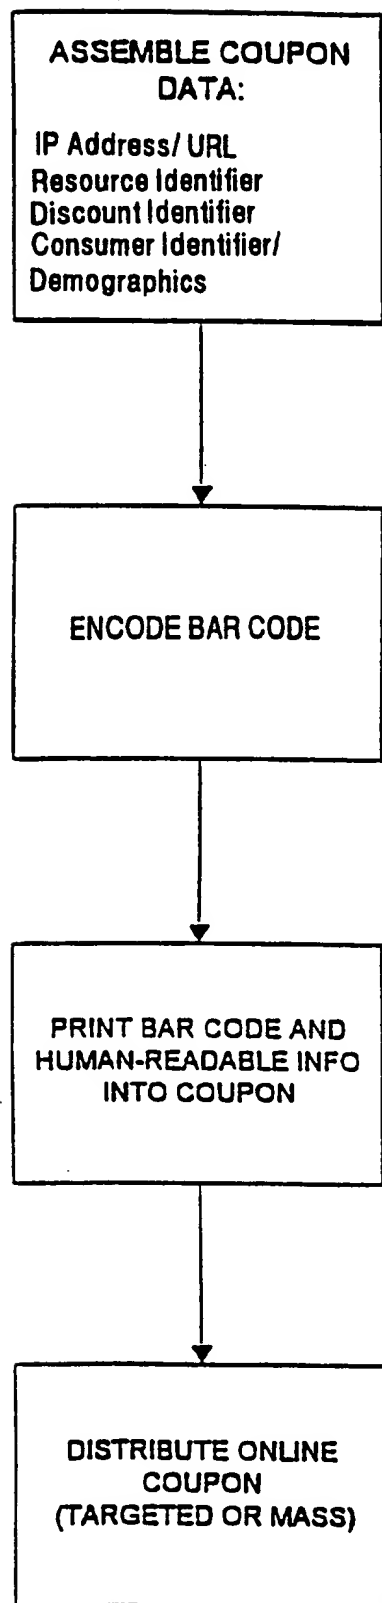 ASSEMBLE COUPON
DATA:
IP Address/ URL
Resource Identifier
Discount Identifier
Consumer Identifier/
Demographics
ENCODE BAR CODE
PRINT BAR CODE AND
HUMAN-READABLE INFO
INTO COUPON
DISTRIBUTE ONLINE
COUPON
(TARGETED OR MASS)